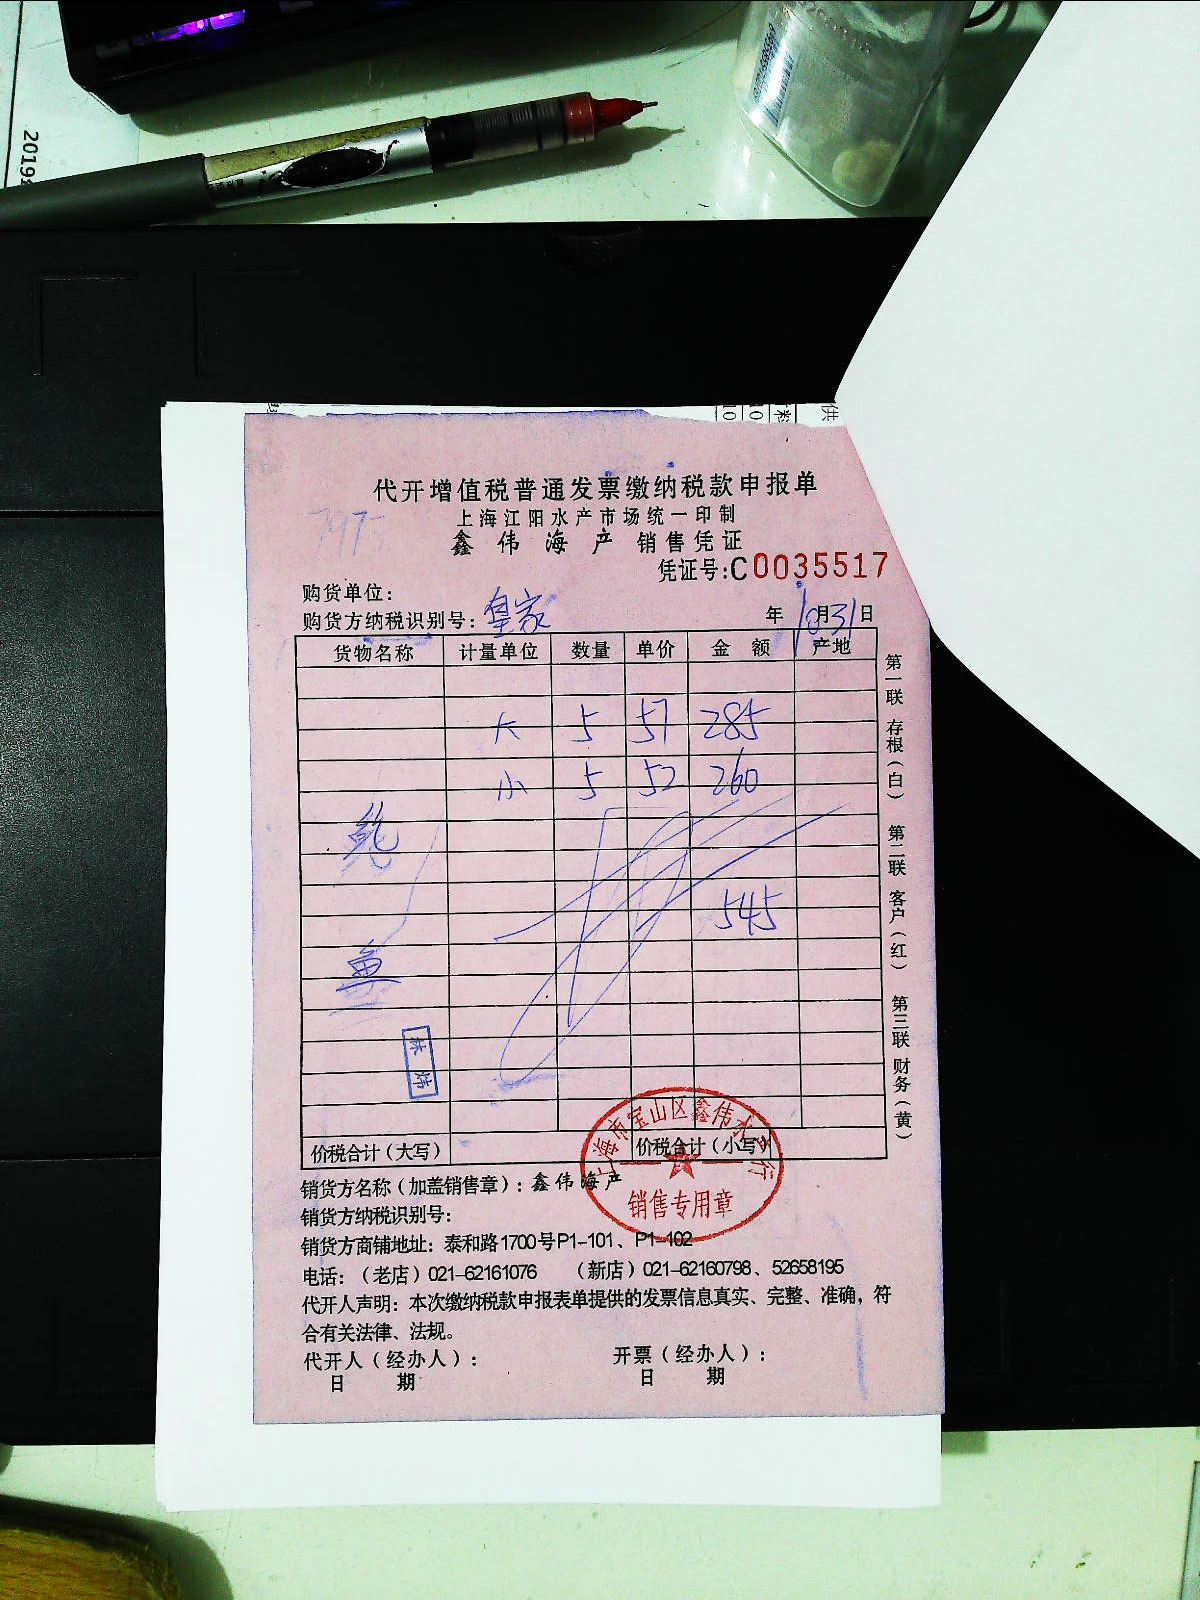 2019
供
代开增值税普通发票缴纳税款申报单
上海江阳水产市场统一印制
鑫伟海产 销售凭证
凭证号:C0035517
购货单位:
购货方纳税识别号: 皇家
年 10月31日
货物名称 计量单位 数量 单价 金额 产地
大 5 57 285
小 5 52 260
鲍
545
鱼
林炜
价税合计(大写) 价税合计(小写)
上海市宝山区鑫伟水产行
销售专用章
销货方名称(加盖销售章): 鑫伟海产
销货方纳税识别号:
销货方商铺地址: 泰和路1700号P1-101、P1-102
电话:(老店)021-62161076 (新店)021-62160798、52658195
代开人声明: 本次缴纳税款申报表单提供的发票信息真实、完整、准确,符
合有关法律、法规。
代开人(经办人): 开票(经办人):
日期 日期
第一联 存根(白) 第二联 客户(红) 第三联 财务(黄)